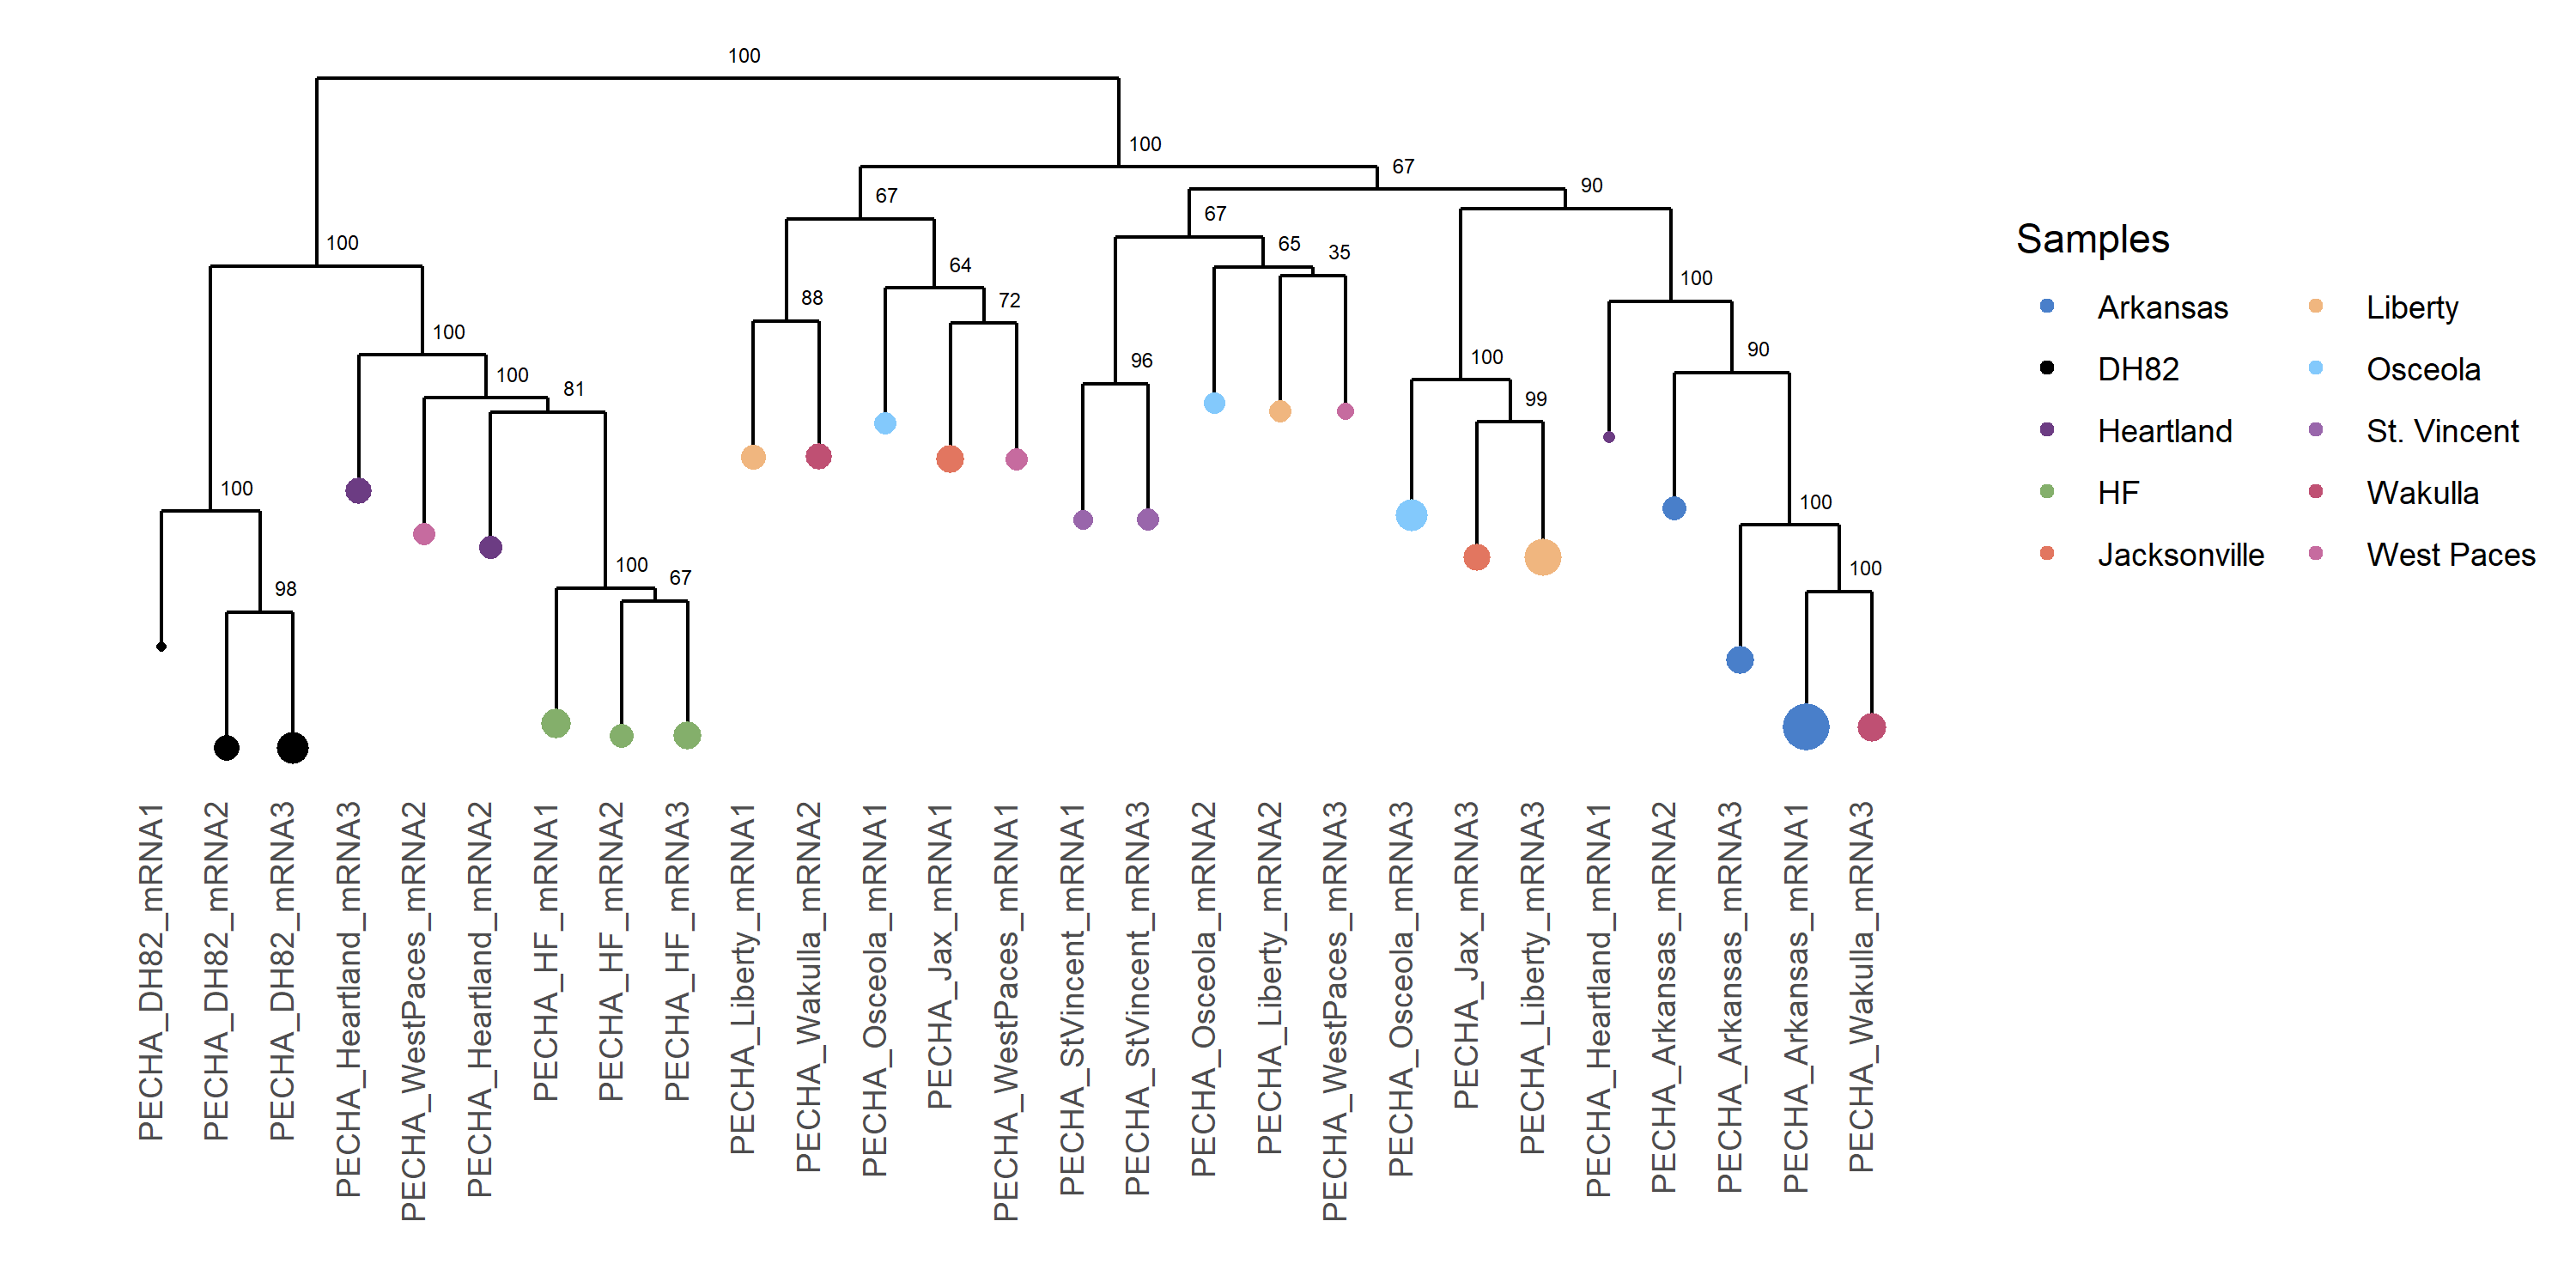 100
100
67
90
67
67
100
65
35
64
100
88
72
100
90
100
96
100
81
99
100
100
100
100
67
98
Samples
Arkansas
DH82
Heartland
HF
Jacksonville
Liberty
Osceola
St. Vincent
Wakulla
West Paces
PECHA_DH82_mRNA1
PECHA_DH82_mRNA2
PECHA_DH82_mRNA3
PECHA_Heartland_mRNA3
PECHA_WestPaces_mRNA2
PECHA_Heartland_mRNA2
PECHA_HF_mRNA1
PECHA_HF_mRNA2
PECHA_HF_mRNA3
PECHA_Liberty_mRNA1
PECHA_Wakulla_mRNA2
PECHA_Osceola_mRNA1
PECHA_Jax_mRNA1
PECHA_WestPaces_mRNA1
PECHA_StVincent_mRNA1
PECHA_StVincent_mRNA3
PECHA_Osceola_mRNA2
PECHA_Liberty_mRNA2
PECHA_WestPaces_mRNA3
PECHA_Osceola_mRNA3
PECHA_Jax_mRNA3
PECHA_Liberty_mRNA3
PECHA_Heartland_mRNA1
PECHA_Arkansas_mRNA2
PECHA_Arkansas_mRNA3
PECHA_Arkansas_mRNA1
PECHA_Wakulla_mRNA3